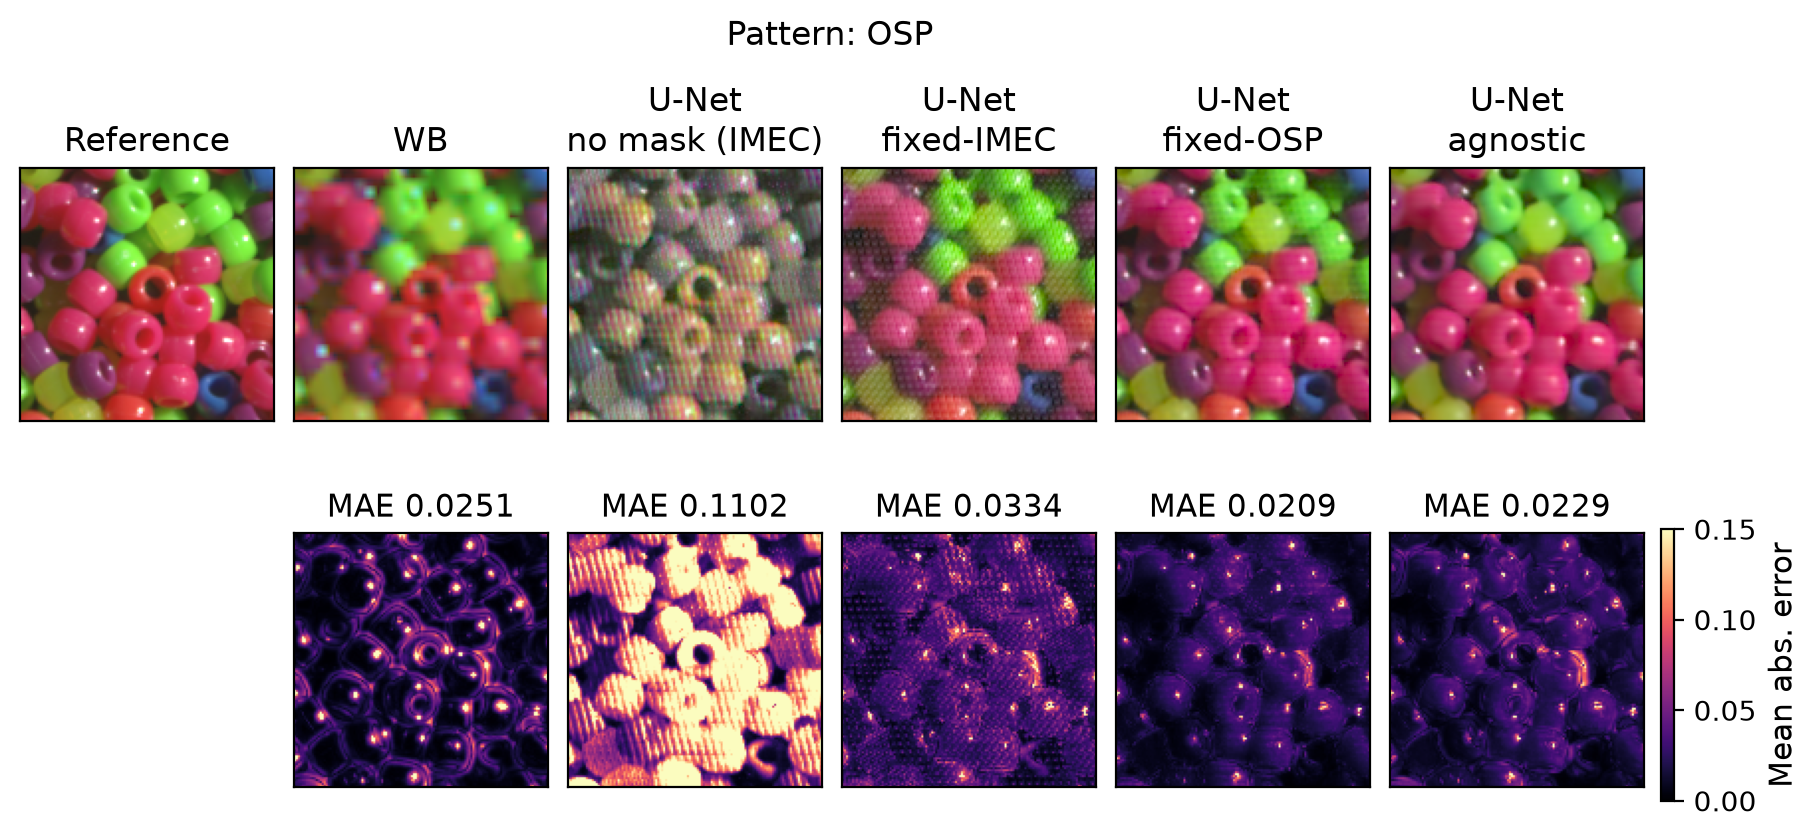 Pattern: OSP
Reference
WB
U-Net
no mask (IMEC)
U-Net
fixed-IMEC
U-Net
fixed-OSP
U-Net
agnostic
MAE 0.0251
MAE 0.1102
MAE 0.0334
MAE 0.0209
MAE 0.0229
0.15
0.10
0.05
0.00
Mean abs. error